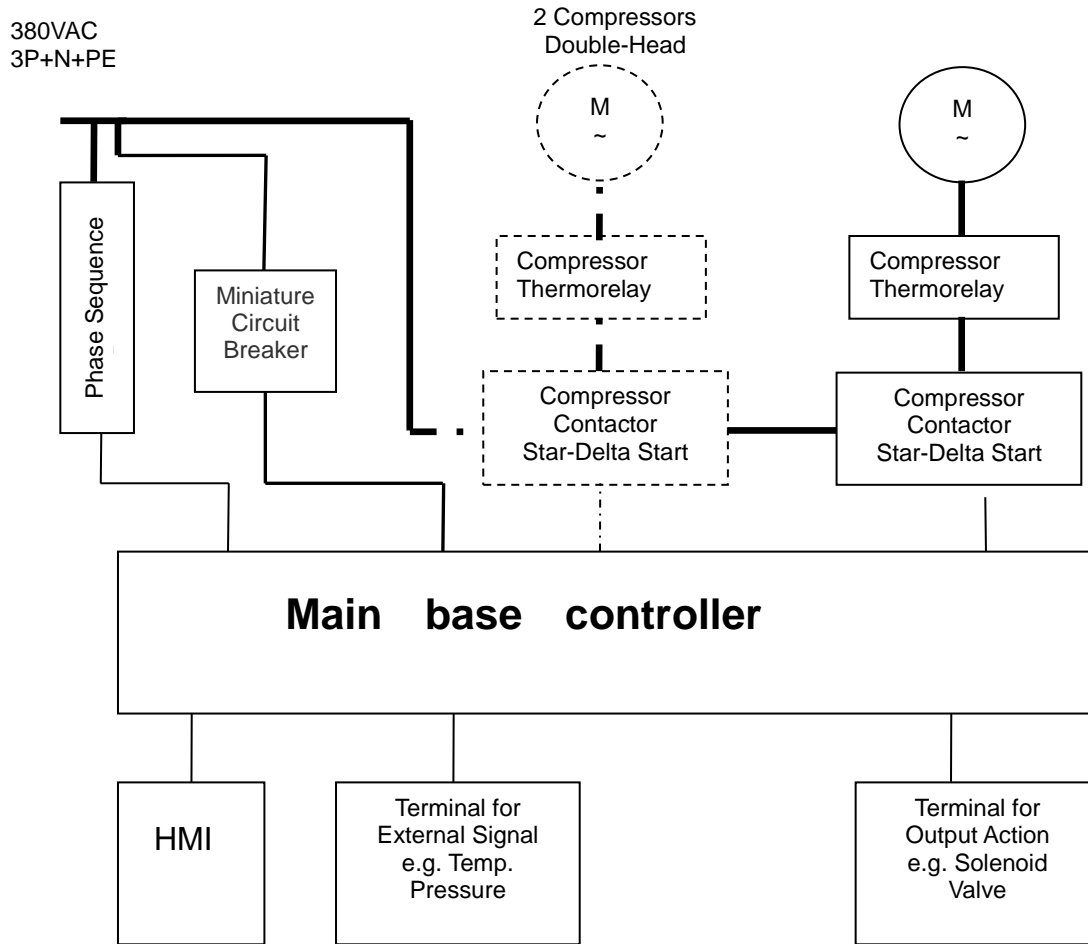 380VAC
3P+N+PE
2 Compressors
Double-Head
M
~
M
~
Phase Sequence
Miniature
Circuit
Breaker
Compressor
Thermorelay
Compressor
Thermorelay
Compressor
Contactor
Star-Delta Start
Compressor
Contactor
Star-Delta Start
Main base controller
HMI
Terminal for
External Signal
e.g. Temp.
Pressure
Terminal for
Output Action
e.g. Solenoid
Valve